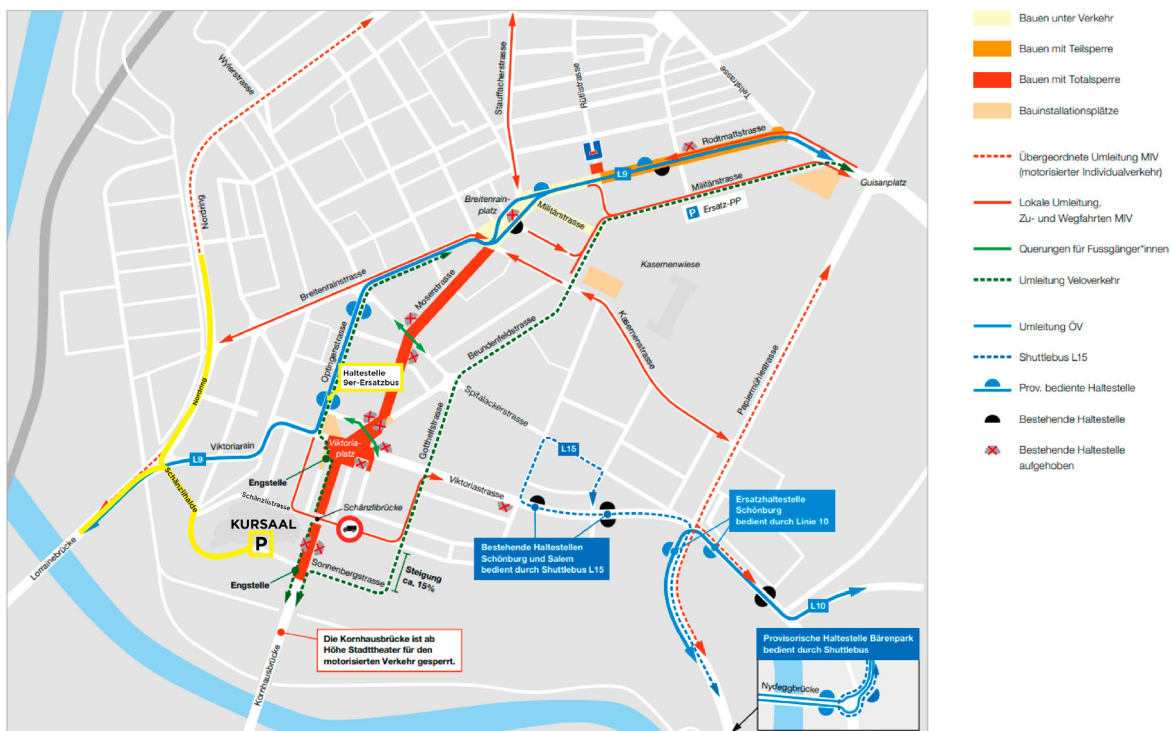 Wylerstrasse
Stauffacherstrasse
Rütlistrasse
Tellstrasse
Rodtmattstrasse
Nordring
Breitenrain-
platz
L9
Militärstrasse
Militärstrasse
P Ersatz-PP
Guisanplatz
Kasernenwiese
Breitenrainstrasse
Moserstrasse
Optingenstrasse
Haltestelle
9er-Ersatzbus
Beundenfeldstrasse
Kasernenstrasse
Papiermühlestrasse
Nordring
Spitalackerstrasse
Gotthelfstrasse
Viktoriarain
L9
Viktoria-
platz
L15
Engstelle
Schänzlihalde
Schänzlistrasse
Viktoriastrasse
Schänzlibrücke
KURSAAL
P
Lorrainebrücke
Engstelle
Sonnenbergstrasse
Steigung
ca. 15%
Bestehende Haltestellen
Schönburg und Salem
bedient durch Shuttlebus L15
Ersatzhaltestelle
Schönburg
bedient durch Linie 10
L10
Kornhausbrücke
Die Kornhausbrücke ist ab
Höhe Stadttheater für den
motorisierten Verkehr gesperrt.
Provisorische Haltestelle Bärenpark
bedient durch Shuttlebus
Nydeggbrücke
Bauen unter Verkehr
Bauen mit Teilsperre
Bauen mit Totalsperre
Bauinstallationsplätze
Übergeordnete Umleitung MIV
(motorisierter Individualverkehr)
Lokale Umleitung,
Zu- und Wegfahrten MIV
Querungen für Fussgänger*innen
Umleitung Veloverkehr
Umleitung ÖV
Shuttlebus L15
Prov. bediente Haltestelle
Bestehende Haltestelle
Bestehende Haltestelle
aufgehoben